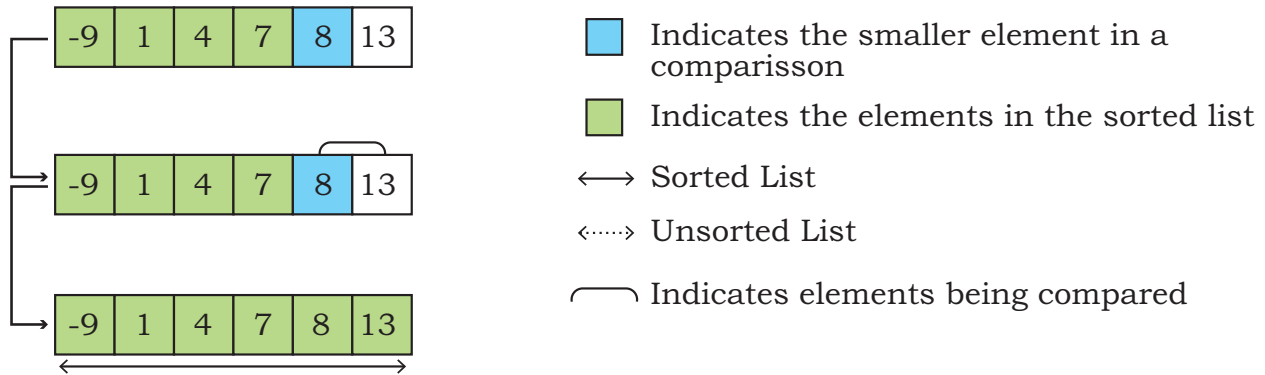 -9 1 4 7 8 13
-9 1 4 7 8 13
-9 1 4 7 8 13
Indicates the smaller element in a
comparisson
Indicates the elements in the sorted list
Sorted List
Unsorted List
Indicates elements being compared